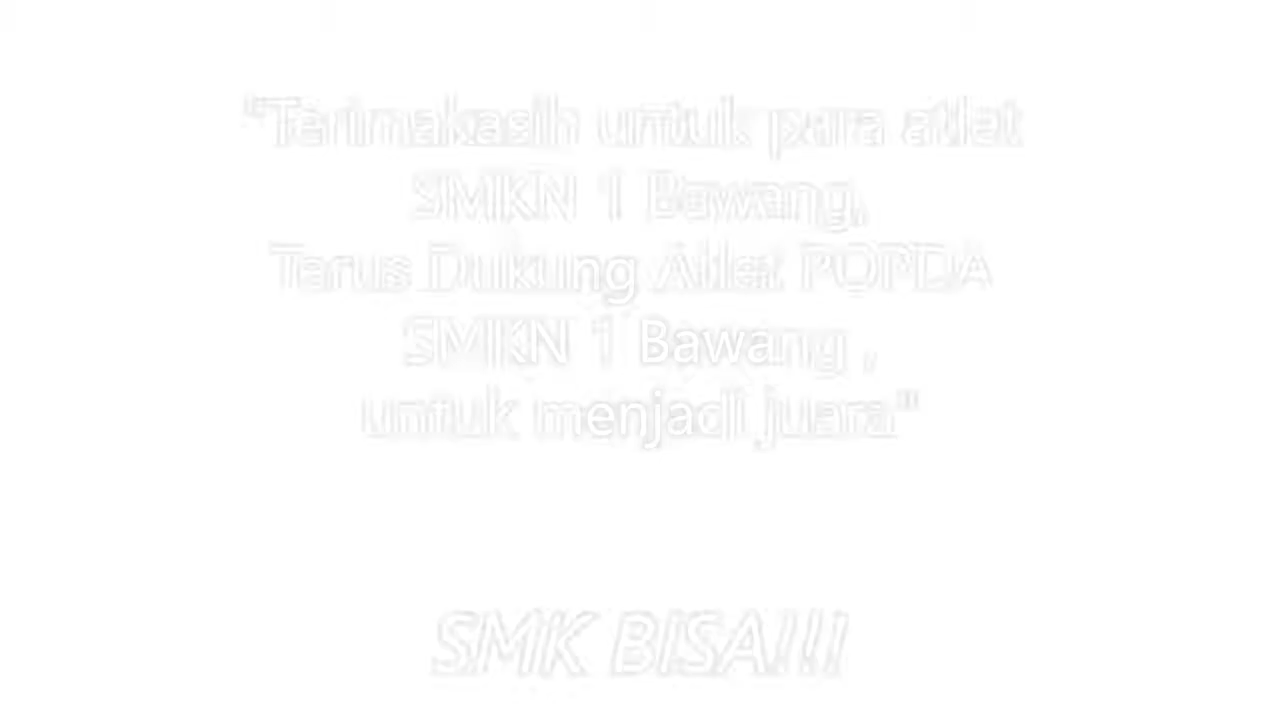 "Terimakasih untuk para atlet
SMKN 1 Bawang,
Terus Dukung Atlet POPDA
SMKN 1 Bawang ,
untuk menjadi juara"
SMK BISA!!!